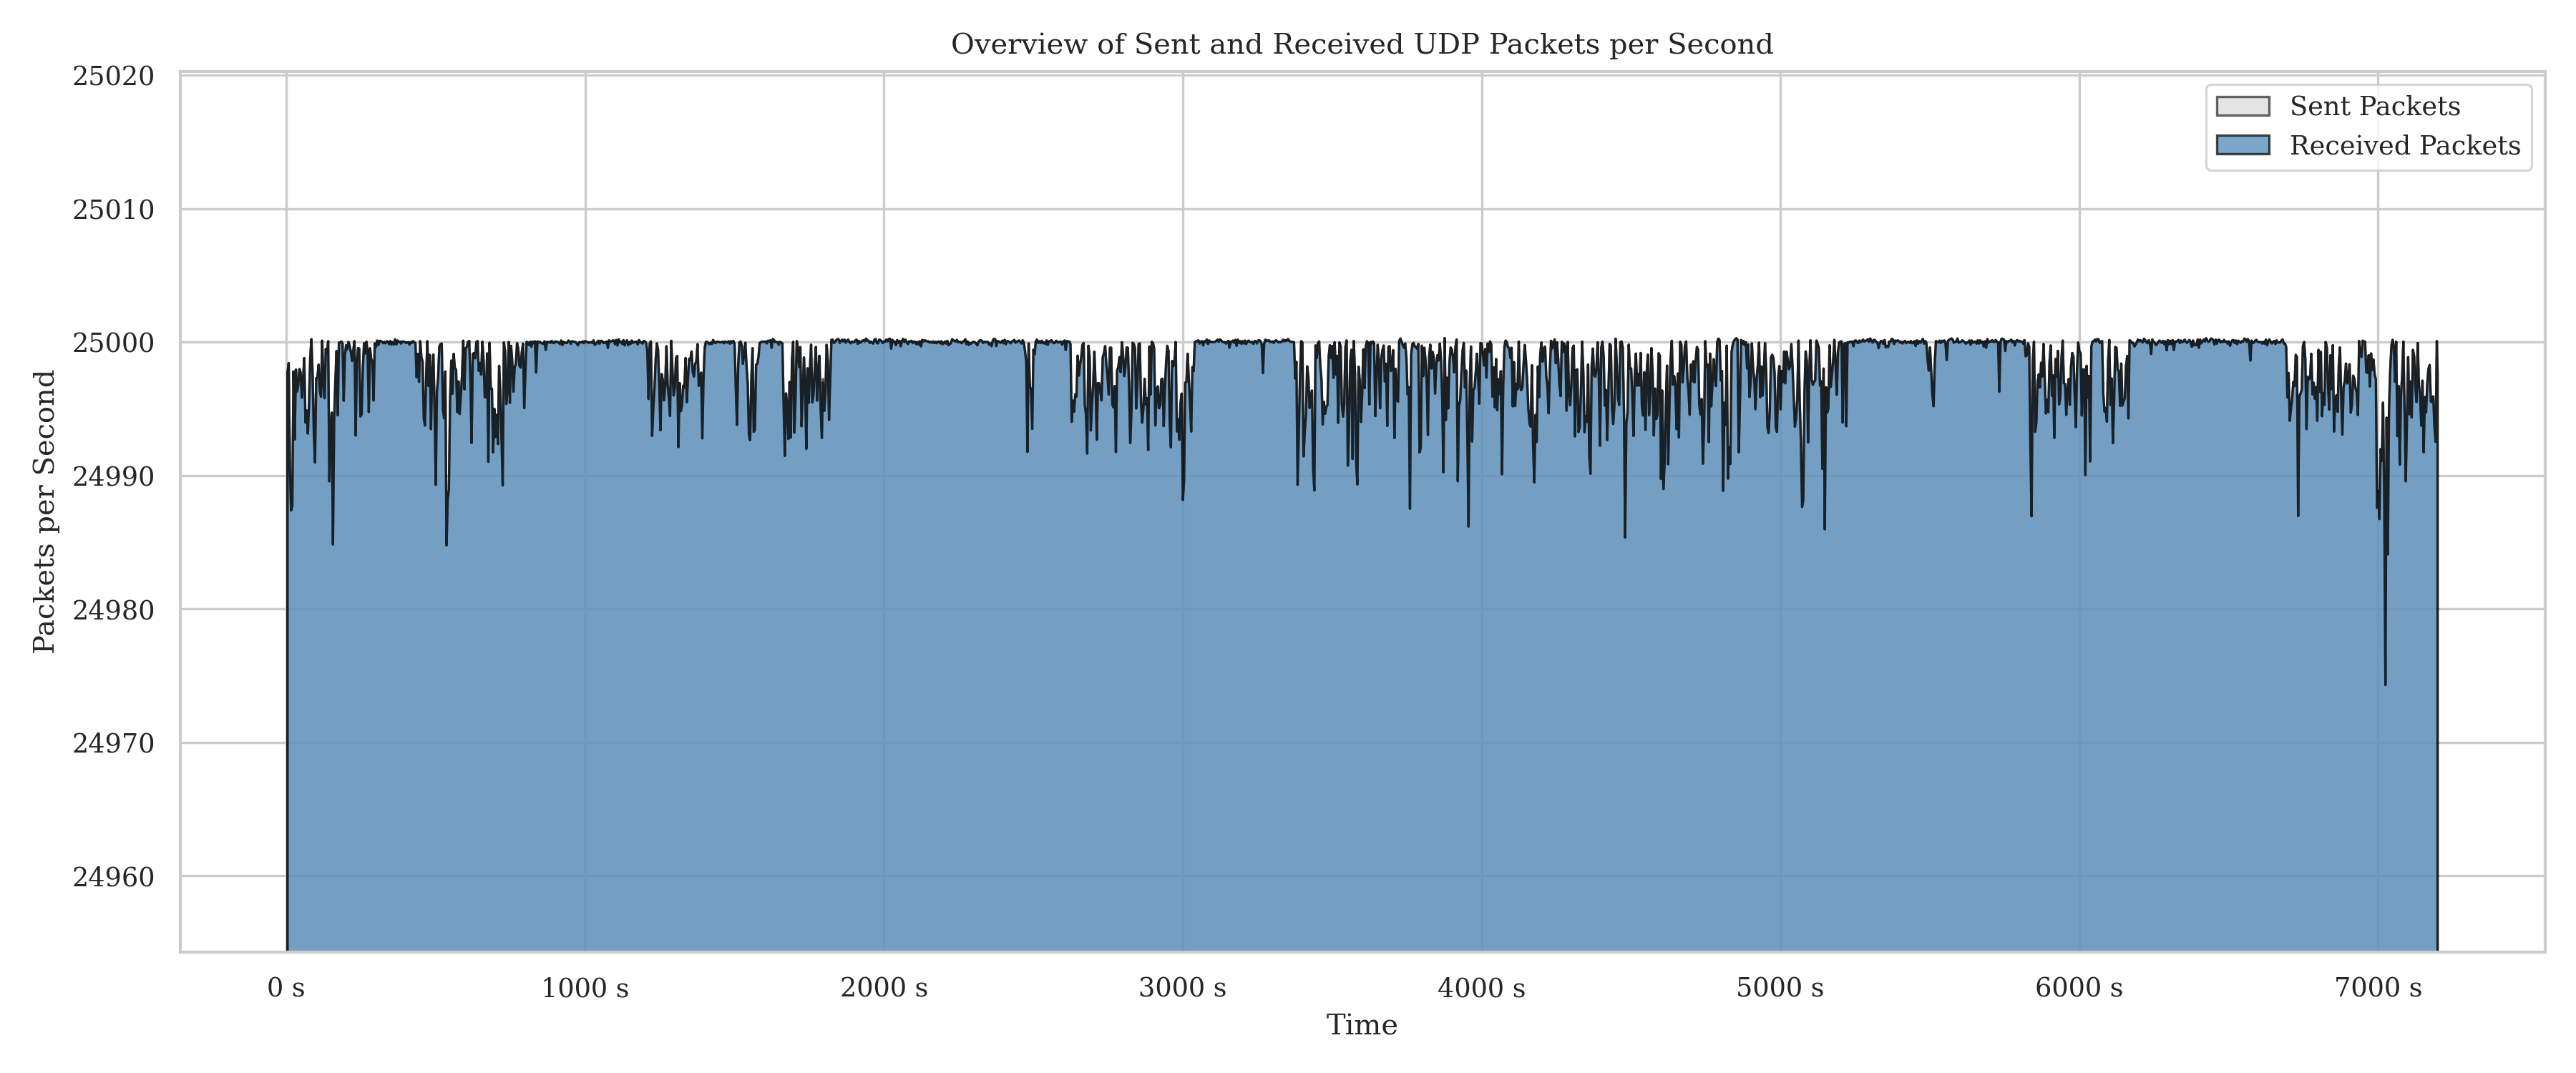 Overview of Sent and Received UDP Packets per Second
25020
25010
25000
24990
24980
24970
24960
Packets per Second
Sent Packets
Received Packets
0 s
1000 s
2000 s
3000 s
4000 s
5000 s
6000 s
7000 s
Time